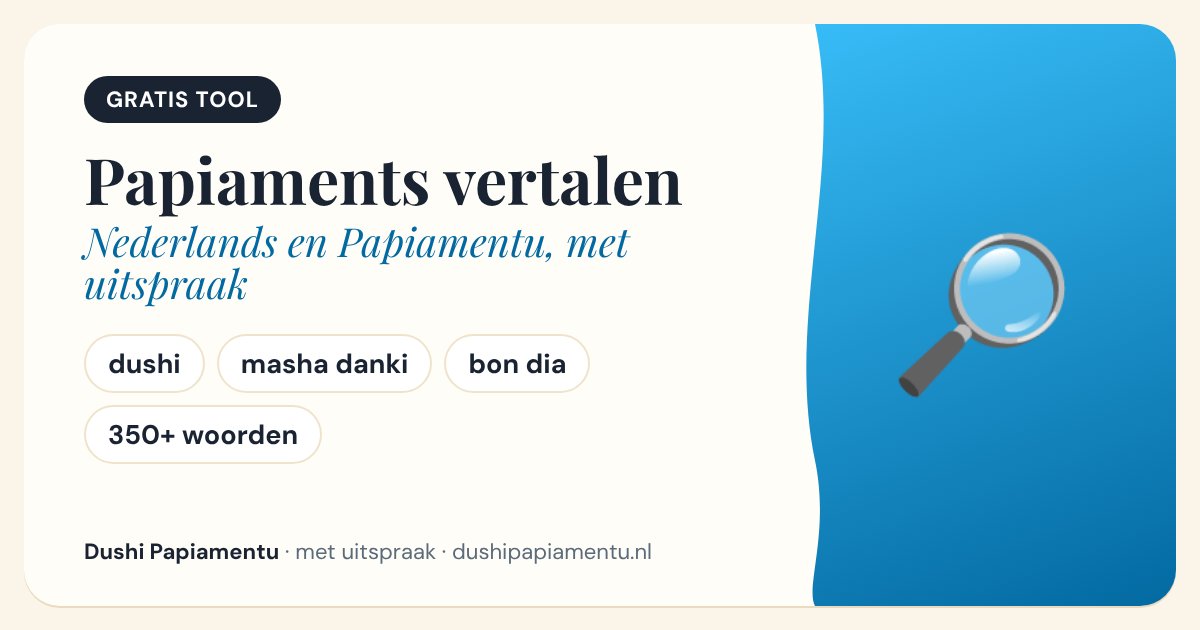 GRATIS TOOL
Papiaments vertalen
Nederlands en Papiamentu, met
uitspraak
dushi
masha danki
bon dia
350+ woorden
Dushi Papiamentu · met uitspraak · dushipapiamentu.nl